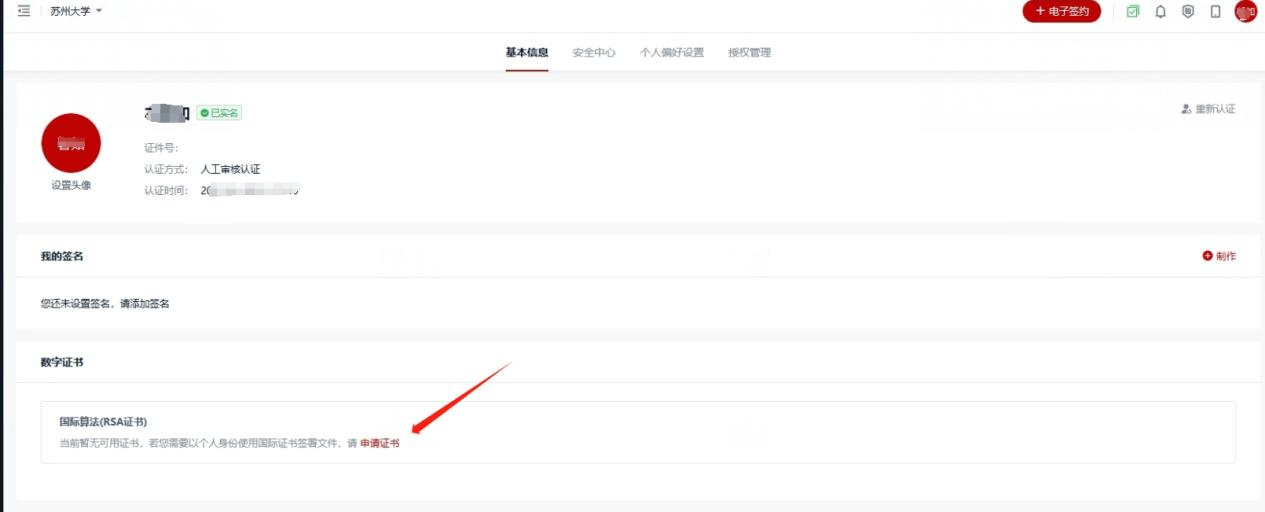 苏州大学
+ 电子签约
基本信息 安全中心 个人偏好设置 授权管理
已实名
重新认证
证件号：
认证方式： 人工审核认证
设置头像
认证时间： 20
我的签名
制作
您还未设置签名，请添加签名
数字证书
国际算法(RSA证书)
当前暂无可用证书，若您需要以个人身份使用国际证书签署文件，请 申请证书